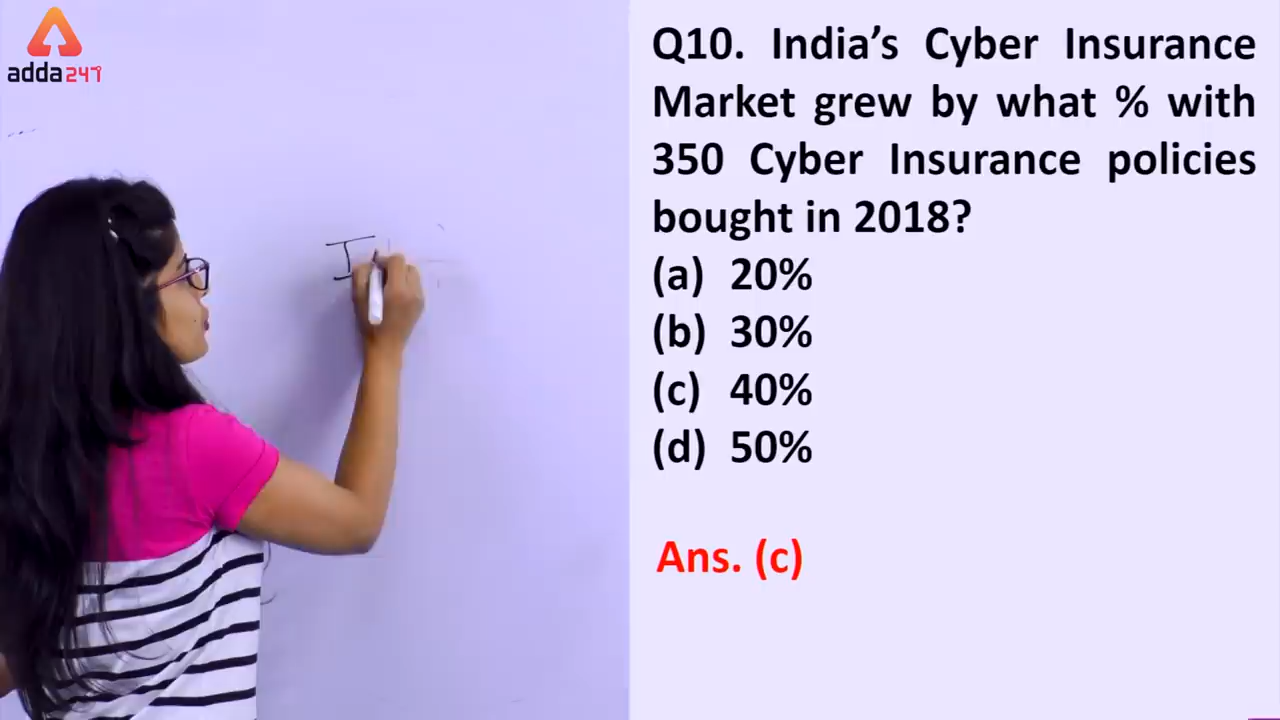 adda247
I
Q10. India's Cyber Insurance
Market grew by what % with
350 Cyber Insurance policies
bought in 2018?
(a) 20%
(b) 30%
(c) 40%
(d) 50%
Ans. (c)